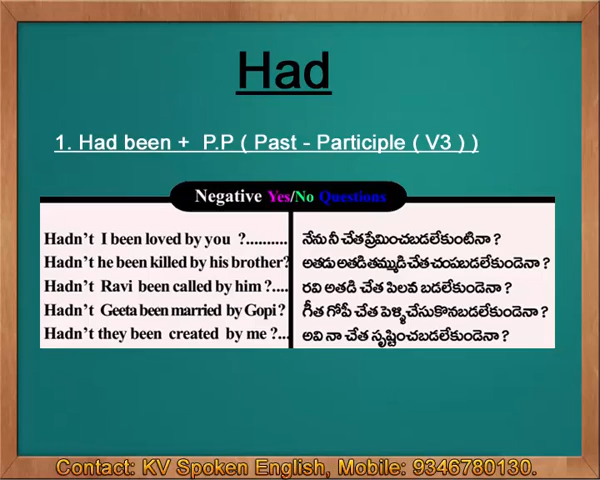 Had
1. Had been + P.P ( Past - Participle ( V3 ) )
Negative Yes/No Questions
Hadn't I been loved by you ?.......... నేను నీ చేత ప్రేమించబడలేకుంటినా ?
Hadn't he been killed by his brother? అతడు అతడి తమ్ముడి చేత చంపబడలేకుండెనా ?
Hadn't Ravi been called by him ?.... రవి అతడి చేత పిలవ బడలేకుండెనా ?
Hadn't Geeta been married by Gopi? గీత గోపీ చేత పెళ్ళిచేసుకొనబడలేకుండెనా ?
Hadn't they been created by me ?... అవి నా చేత సృష్టించబడలేకుండెనా ?
Contact: KV Spoken English, Mobile: 9346780130.